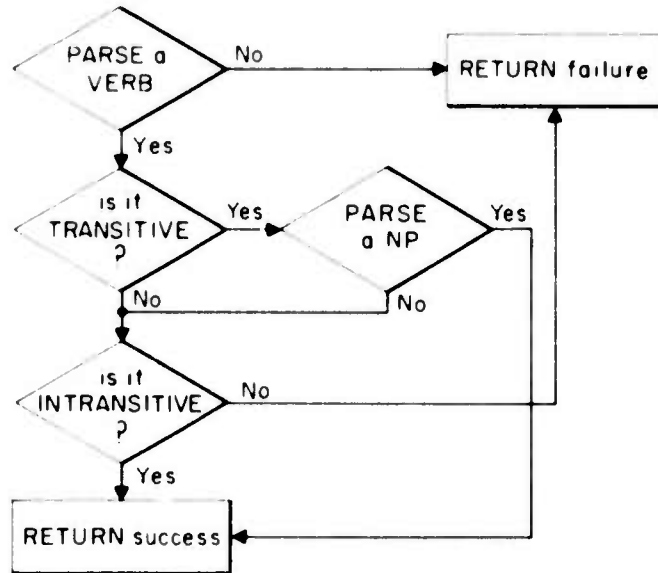 PARSE a
VERB
No
RETURN failure
Yes
is it
TRANSITIVE
?
Yes
PARSE
a NP
Yes
No
No
is it
INTRANSITIVE
?
No
Yes
RETURN success